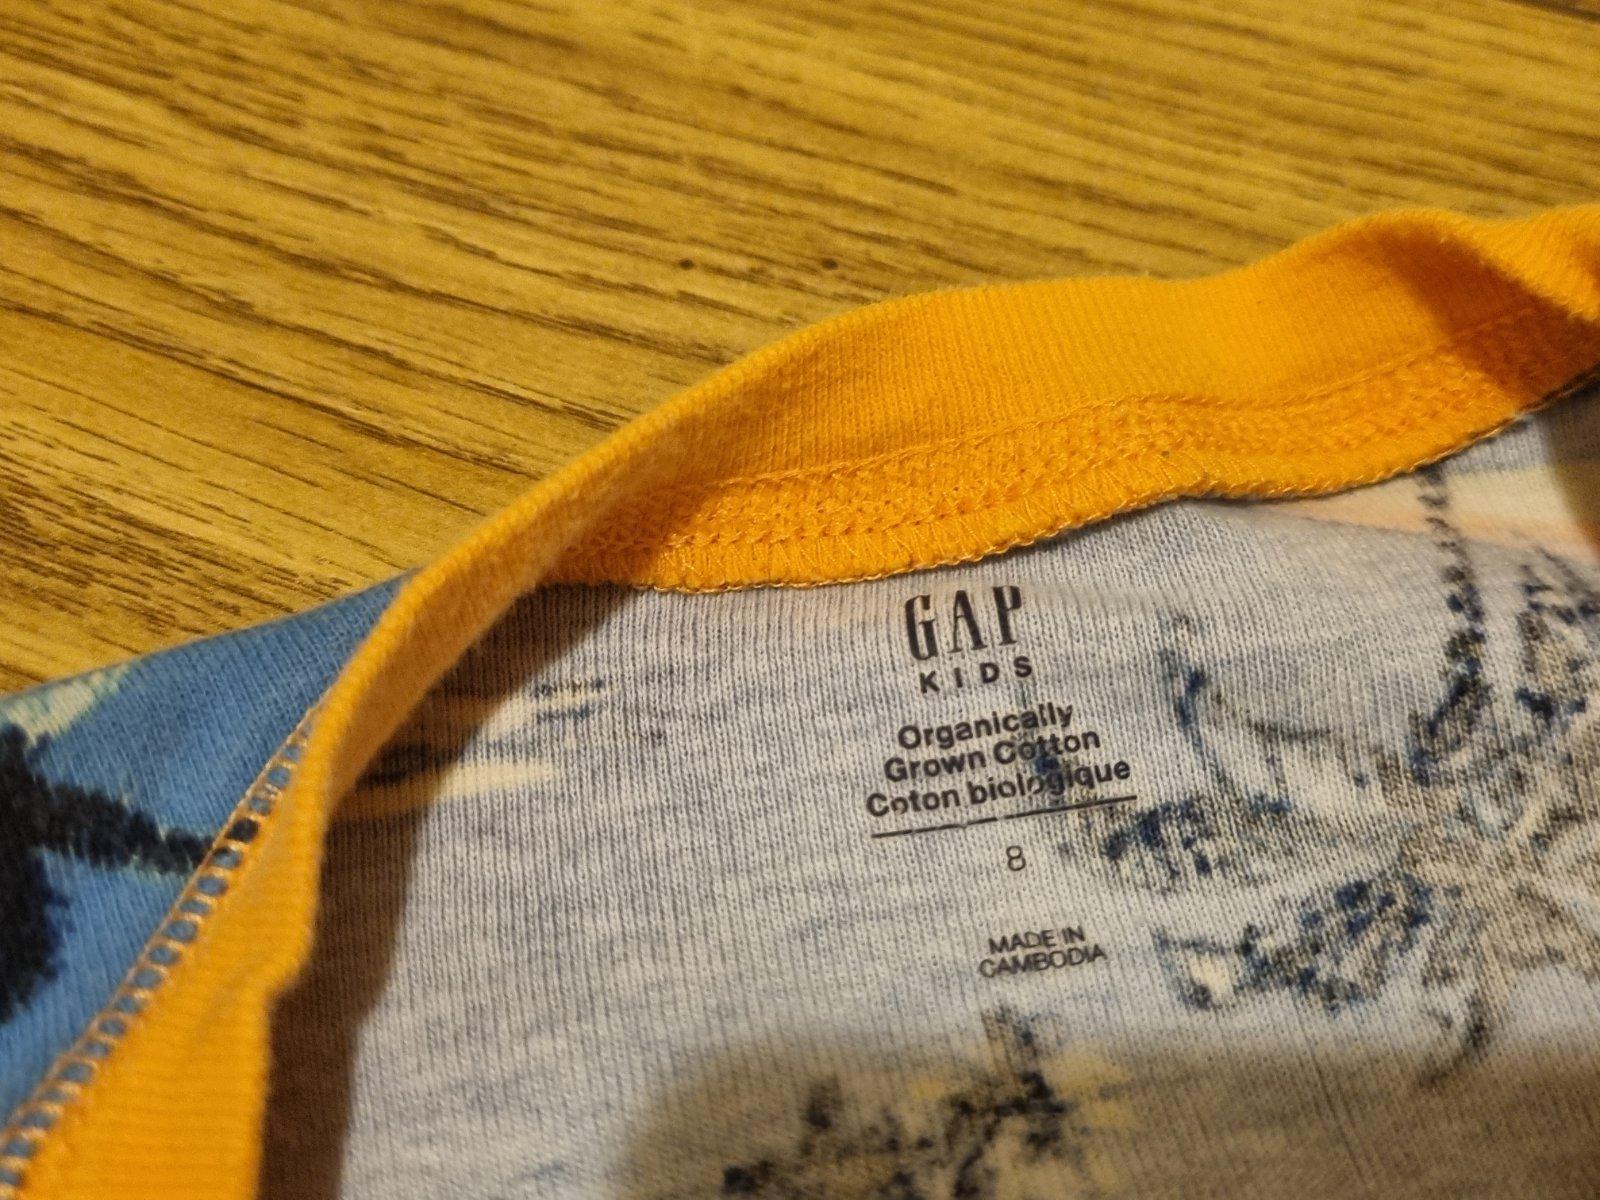 GAP
KIDS
Organically
Grown Cotton
Coton biologique
8
MADE IN
CAMBODIA